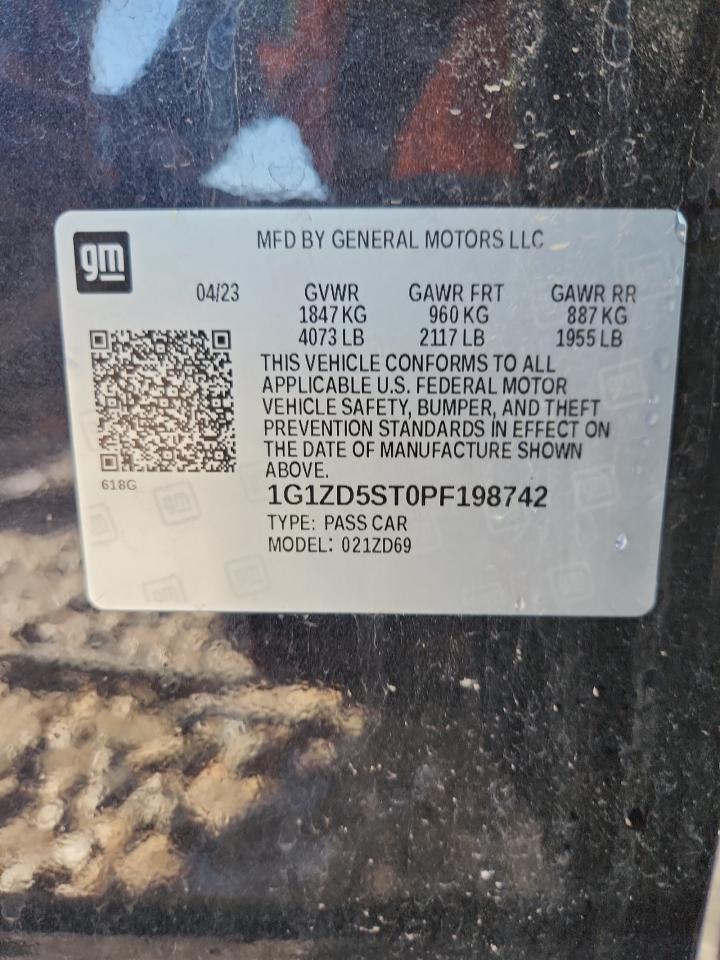 gm
MFD BY GENERAL MOTORS LLC
04/23 GVWR GAWR FRT GAWR RR
1847 KG 960 KG 887 KG
4073 LB 2117 LB 1955 LB
THIS VEHICLE CONFORMS TO ALL
APPLICABLE U.S. FEDERAL MOTOR
VEHICLE SAFETY, BUMPER, AND THEFT
PREVENTION STANDARDS IN EFFECT ON
THE DATE OF MANUFACTURE SHOWN
ABOVE.
618G
1G1ZD5ST0PF198742
TYPE: PASS CAR
MODEL: 021ZD69